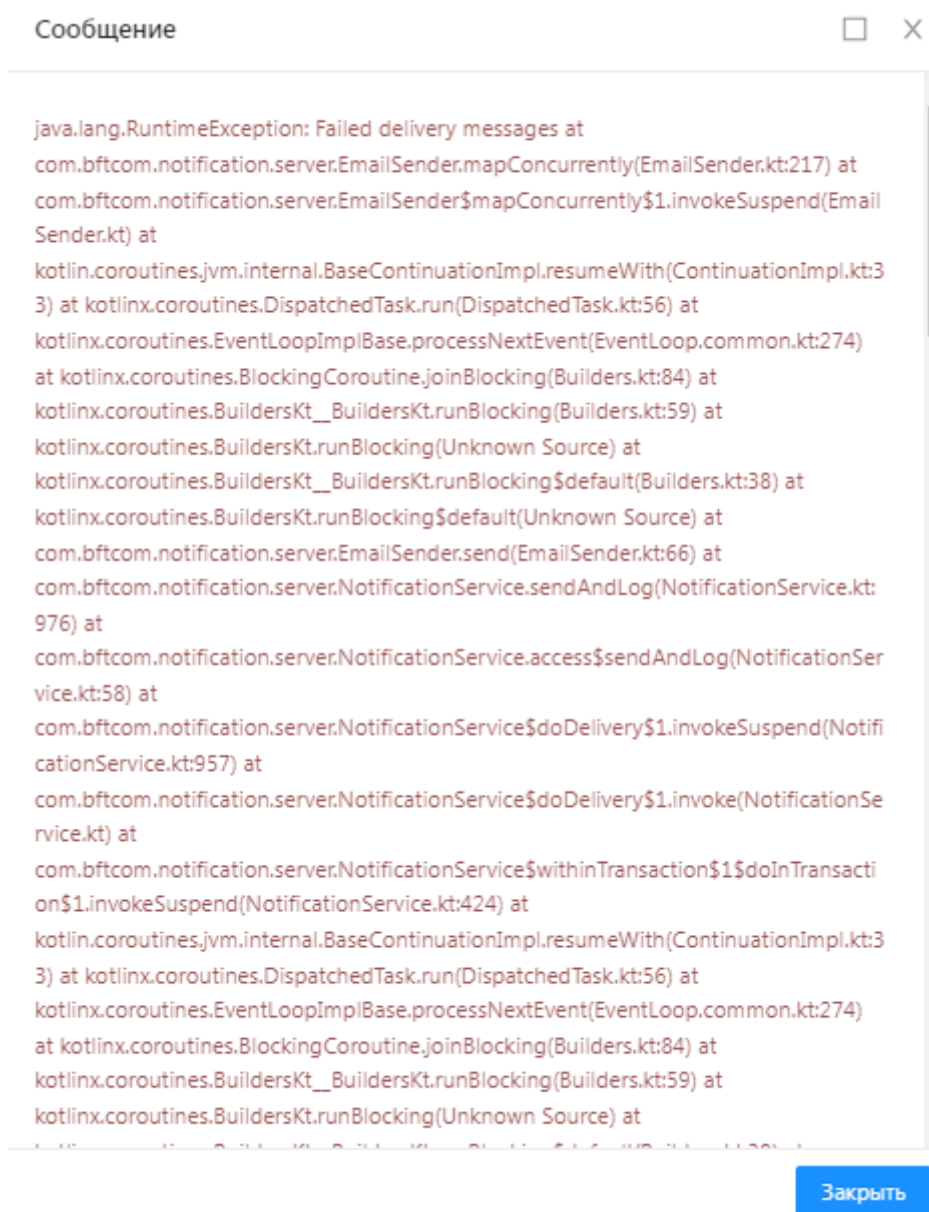 Сообщение
java.lang.RuntimeException: Failed delivery messages at
com.bftcom.notification.server.EmailSender.mapConcurrently(EmailSender.kt:217) at
com.bftcom.notification.server.EmailSender$mapConcurrently$1.invokeSuspend(Email
Sender.kt) at
kotlin.coroutines.jvm.internal.BaseContinuationImpl.resumeWith(ContinuationImpl.kt:3
3) at kotlinx.coroutines.DispatchedTask.run(DispatchedTask.kt:56) at
kotlinx.coroutines.EventLoopImplBase.processNextEvent(EventLoop.common.kt:274)
at kotlinx.coroutines.BlockingCoroutine.joinBlocking(Builders.kt:84) at
kotlinx.coroutines.BuildersKt__BuildersKt.runBlocking(Builders.kt:59) at
kotlinx.coroutines.BuildersKt.runBlocking(Unknown Source) at
kotlinx.coroutines.BuildersKt__BuildersKt.runBlocking$default(Builders.kt:38) at
kotlinx.coroutines.BuildersKt.runBlocking$default(Unknown Source) at
com.bftcom.notification.server.EmailSender.send(EmailSender.kt:66) at
com.bftcom.notification.server.NotificationService.sendAndLog(NotificationService.kt:
976) at
com.bftcom.notification.server.NotificationService.access$sendAndLog(NotificationSer
vice.kt:58) at
com.bftcom.notification.server.NotificationService$doDelivery$1.invokeSuspend(Notifi
cationService.kt:957) at
com.bftcom.notification.server.NotificationService$doDelivery$1.invoke(NotificationSe
rvice.kt) at
com.bftcom.notification.server.NotificationService$withinTransaction$1$doInTransacti
on$1.invokeSuspend(NotificationService.kt:424) at
kotlin.coroutines.jvm.internal.BaseContinuationImpl.resumeWith(ContinuationImpl.kt:3
3) at kotlinx.coroutines.DispatchedTask.run(DispatchedTask.kt:56) at
kotlinx.coroutines.EventLoopImplBase.processNextEvent(EventLoop.common.kt:274)
at kotlinx.coroutines.BlockingCoroutine.joinBlocking(Builders.kt:84) at
kotlinx.coroutines.BuildersKt__BuildersKt.runBlocking(Builders.kt:59) at
kotlinx.coroutines.BuildersKt.runBlocking(Unknown Source) at
Закрыть